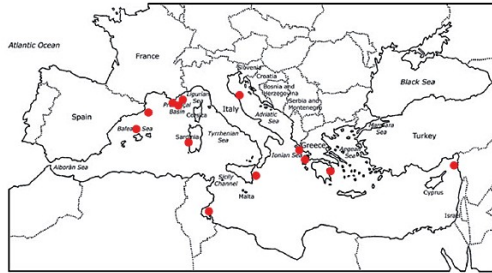 Atlantic Ocean
France
Slovenia
Croatia
Bosnia and
Herzegovina
Serbia and
Montenegro
Black Sea
Ligurian
Sea
Basin
Corsica
Italy
Adriatic
Sea
Spain
Balearic Sea
Sardinia
Tyrrhenian
Sea
Marmara
Sea
Turkey
Greece
Aegean
Sea
Ionian Sea
Alborán Sea
Sicily
Channel
Malta
Cyprus
Israel